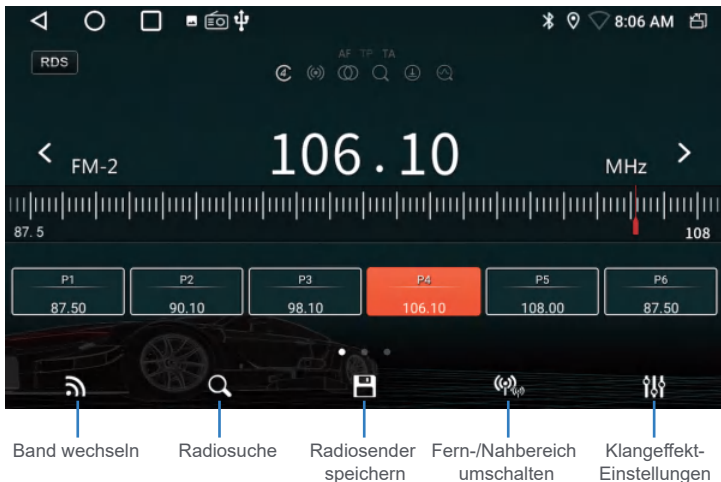 8:06 AM
RDS
AF TP TA
FM-2
106.10
MHz
87.5
108
P1
P2
P3
P4
P5
P6
87.50
90.10
98.10
106.10
108.00
87.50
Band wechseln
Radiosuche
Radiosender
speichern
Fern-/Nahbereich
umschalten
Klangeffekt-
Einstellungen